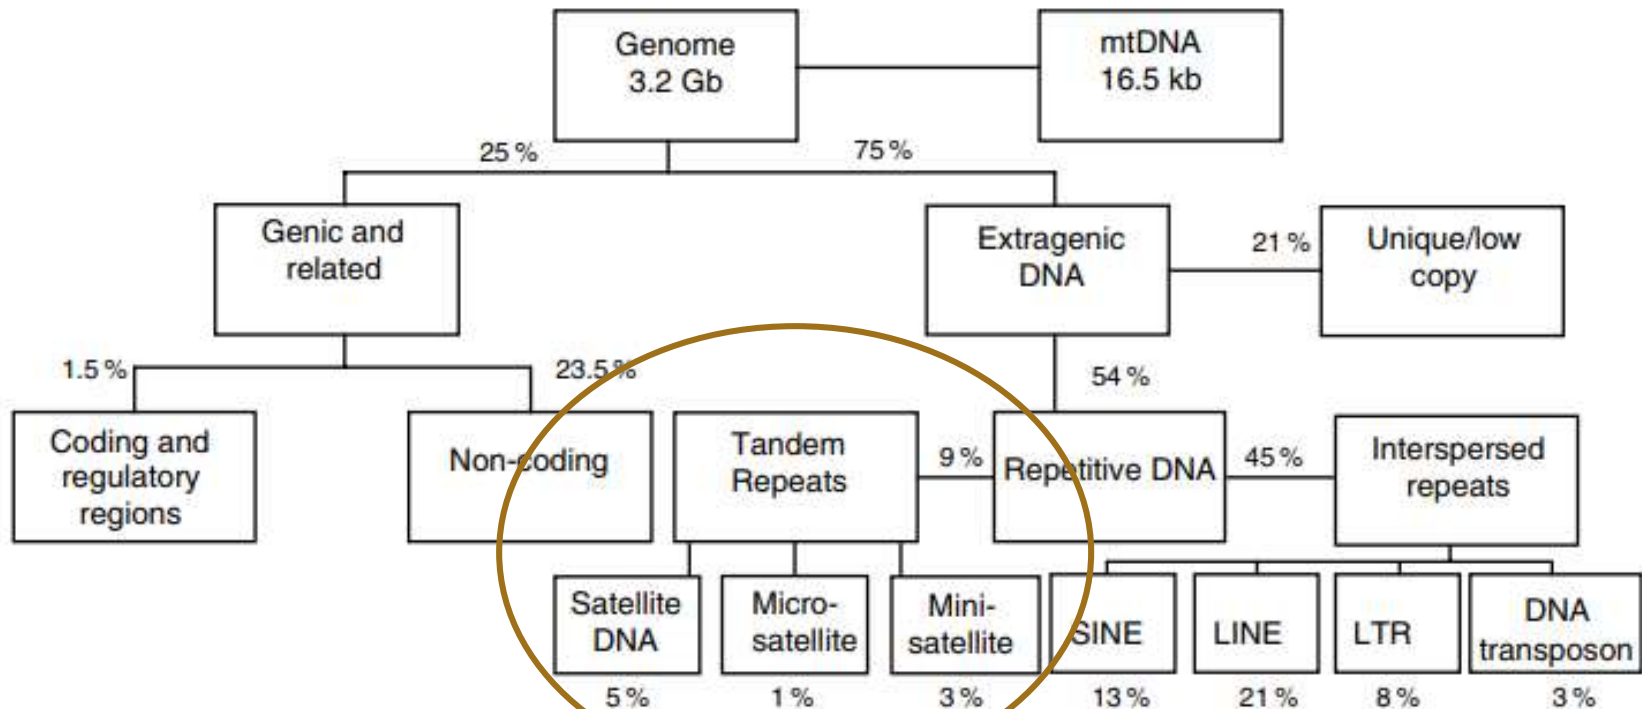 Genome
3.2 Gb
mtDNA
16.5 kb
25 %
75 %
Genic and
related
Extragenic
DNA
21 %
Unique/low
copy
1.5 %
23.5 %
54 %
Coding and
regulatory
regions
Non-coding
Tandem
Repeats
9 %
Repetitive DNA
45 %
Interspersed
repeats
Satellite
DNA
Micro-
satellite
Mini-
satellite
SINE
LINE
LTR
DNA
transposon
5 %
1 %
3 %
13 %
21 %
8 %
3 %